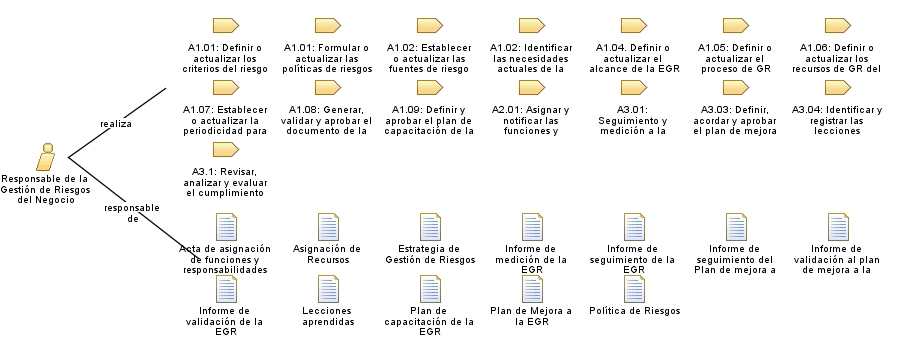 A1.01: Definir o
actualizar los
criterios del riesgo
A1.01: Formular o
actualizar las
políticas de riesgos
A1.02: Establecer
o actualizar las
fuentes de riesgo
A1.02: Identificar
las necesidades
actuales de la
A1.04. Definir o
actualizar el
alcance de la EGR
A1.05: Definir o
actualizar el
proceso de GR
A1.06: Definir o
actualizar los
recursos de GR del
A1.07: Establecer
o actualizar la
periodicidad para
A1.08: Generar,
validar y aprobar el
documento de la
A1.09: Definir y
aprobar el plan de
capacitación de la
A2.01: Asignar y
notificar las
funciones y
A3.01:
Seguimiento y
medición a la
A3.03: Definir,
acordar y aprobar
el plan de mejora
A3.04: Identificar y
registrar las
lecciones
realiza
A3.1: Revisar,
analizar y evaluar
el cumplimiento
Responsable de la
Gestión de Riesgos
del Negocio
responsable
de
Acta de asignación
de funciones y
responsabilidades
Asignación de
Recursos
Estrategia de
Gestión de Riesgos
Informe de
medición de la
EGR
Informe de
seguimiento de la
EGR
Informe de
seguimiento del
Plan de mejora a
Informe de
validación al plan
de mejora a la
Informe de
validación de la
EGR
Lecciones
aprendidas
Plan de
capacitación de la
EGR
Plan de Mejora a
la EGR
Política de Riesgos